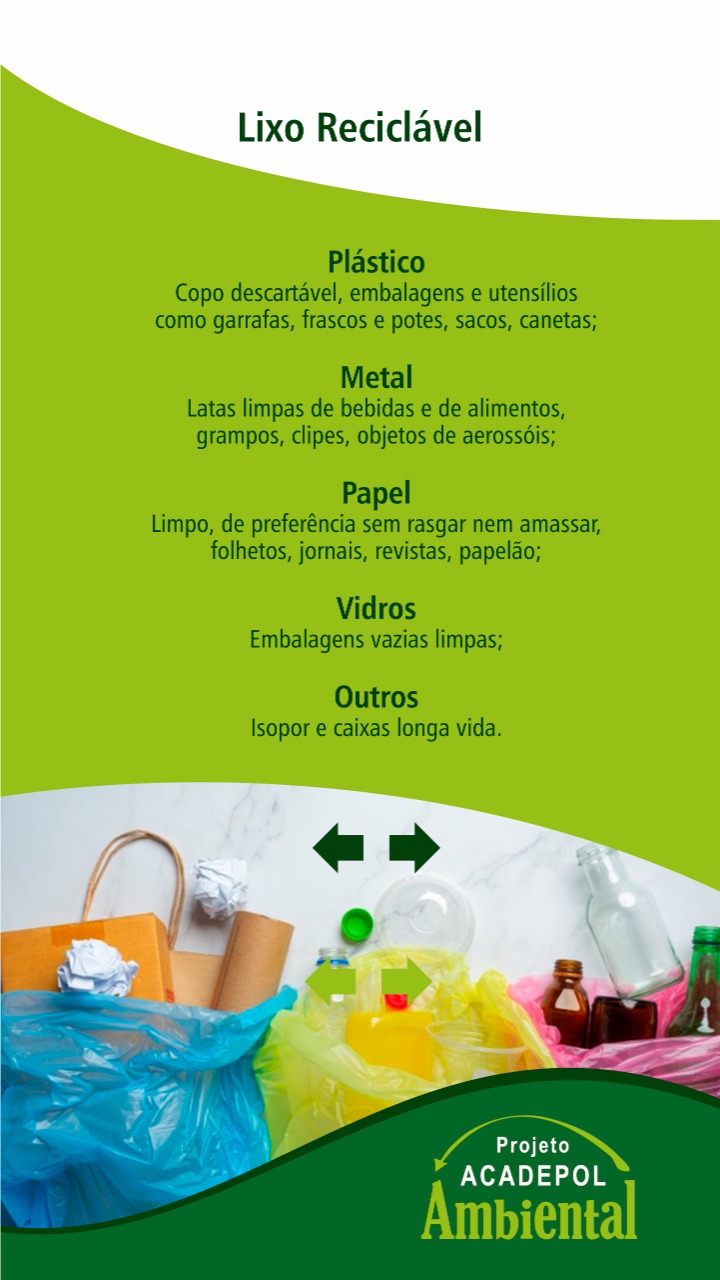 Lixo Reciclável
Plástico
Copo descartável, embalagens e utensílios
como garrafas, frascos e potes, sacos, canetas;
Metal
Latas limpas de bebidas e de alimentos,
grampos, clipes, objetos de aerossóis;
Papel
Limpo, de preferência sem rasgar nem amassar,
folhetos, jornais, revistas, papelão;
Vidros
Embalagens vazias limpas;
Outros
Isopor e caixas longa vida.
Projeto
ACADEPOL
Ambiental